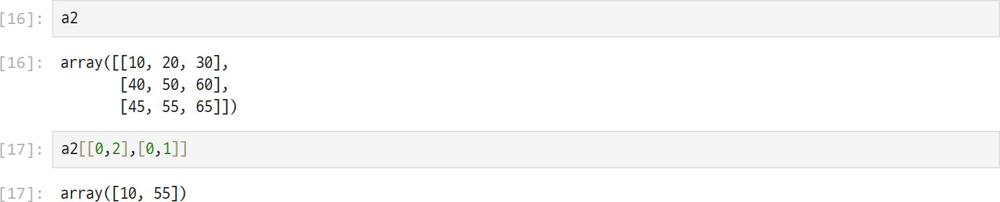 [16]: a2
[16]: array([[10, 20, 30],
[40, 50, 60],
[45, 55, 65]])
[17]: a2[[0,2],[0,1]]
[17]: array([10, 55])